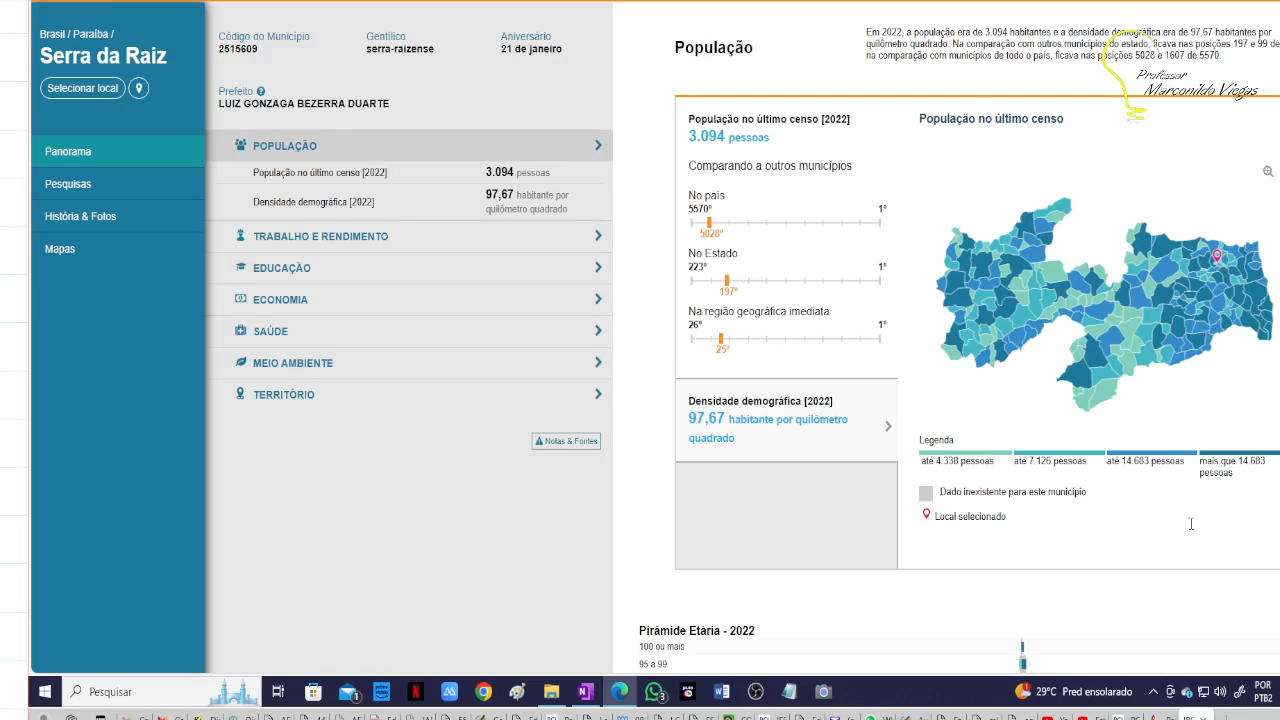 Brasil / Paraíba /
Serra da Raiz
Selecionar local
Panorama
Pesquisas
História & Fotos
Mapas
Código do Município
2515609
Gentílico
serra-raizense
Aniversário
21 de janeiro
Prefeito
LUIZ GONZAGA BEZERRA DUARTE
POPULAÇÃO
População no último censo [2022]
3.094 pessoas
Densidade demográfica [2022]
97,67 habitante por
quilômetro quadrado
TRABALHO E RENDIMENTO
EDUCAÇÃO
ECONOMIA
SAÚDE
MEIO AMBIENTE
TERRITÓRIO
Notas & Fontes
População
Em 2022, a população era de 3.094 habitantes e a densidade demográfica era de 97,67 habitantes por
quilômetro quadrado. Na comparação com outros municípios do estado, ficava nas posições 197 e 99 de
na comparação com municípios de todo o país, ficava nas posições 5028 e 1607 de 5570.
Professor
Marconildo Viegas
População no último censo [2022]
3.094 pessoas
Comparando a outros municípios
No país
5570º 1º
5028º
No Estado
223º 1º
197º
Na região geográfica imediata
26º 1º
25º
Densidade demográfica [2022]
97,67 habitante por quilômetro
quadrado
População no último censo
Legenda
até 4.338 pessoas
até 7.126 pessoas
até 14.683 pessoas
mais que 14.683
pessoas
Dado inexistente para este município
Local selecionado
Pirâmide Etária - 2022
100 ou mais
95 a 99
Pesquisar
29°C Pred ensolarado
POR
PTB2